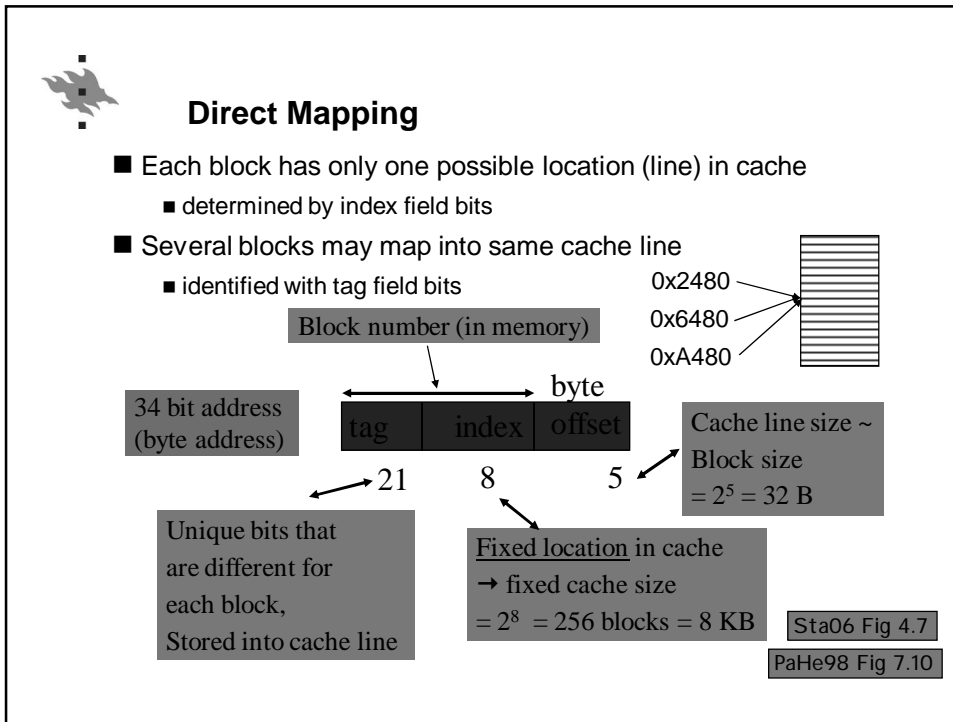 Direct Mapping
■ Each block has only one possible location (line) in cache
■ determined by index field bits
■ Several blocks may map into same cache line
■ identified with tag field bits
0x2480
0x6480
0xA480
Block number (in memory)
34 bit address
(byte address)
byte
tag index offset
21 8 5
Cache line size ~
Block size
= 2⁵ = 32 B
Unique bits that
are different for
each block,
Stored into cache line
Fixed location in cache
→ fixed cache size
= 2⁸ = 256 blocks = 8 KB
Sta06 Fig 4.7
PaHe98 Fig 7.10